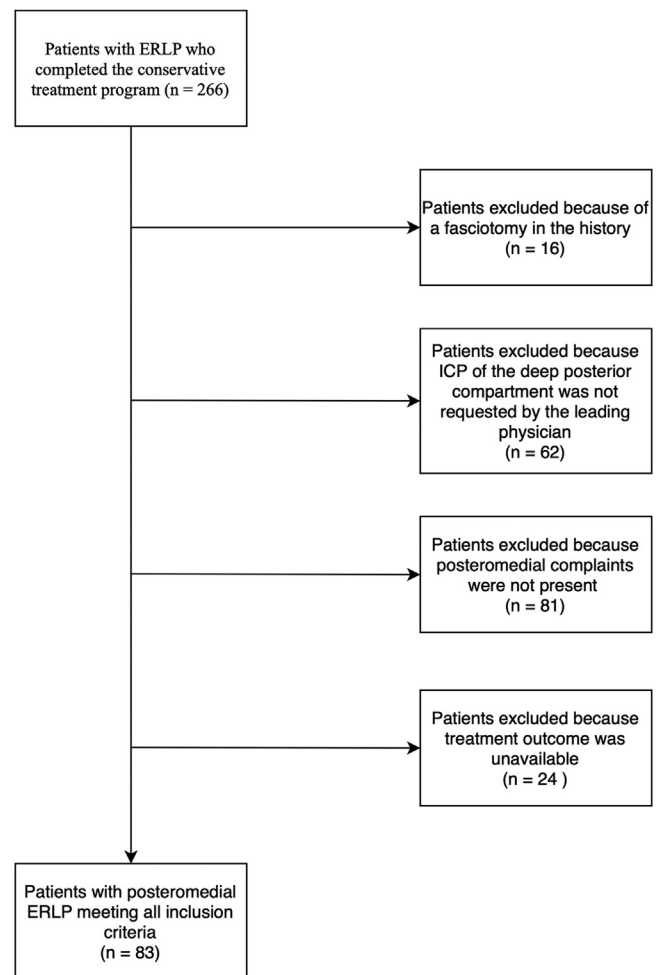 Patients with ERLP who
completed the conservative
treatment program (n = 266)
Patients excluded because of
a fasciotomy in the history
(n = 16)
Patients excluded because
ICP of the deep posterior
compartment was not
requested by the leading
physician
(n = 62)
Patients excluded because
posteromedial complaints
were not present
(n = 81)
Patients excluded because
treatment outcome was
unavailable
(n = 24 )
Patients with posteromedial
ERLP meeting all inclusion
criteria
(n = 83)